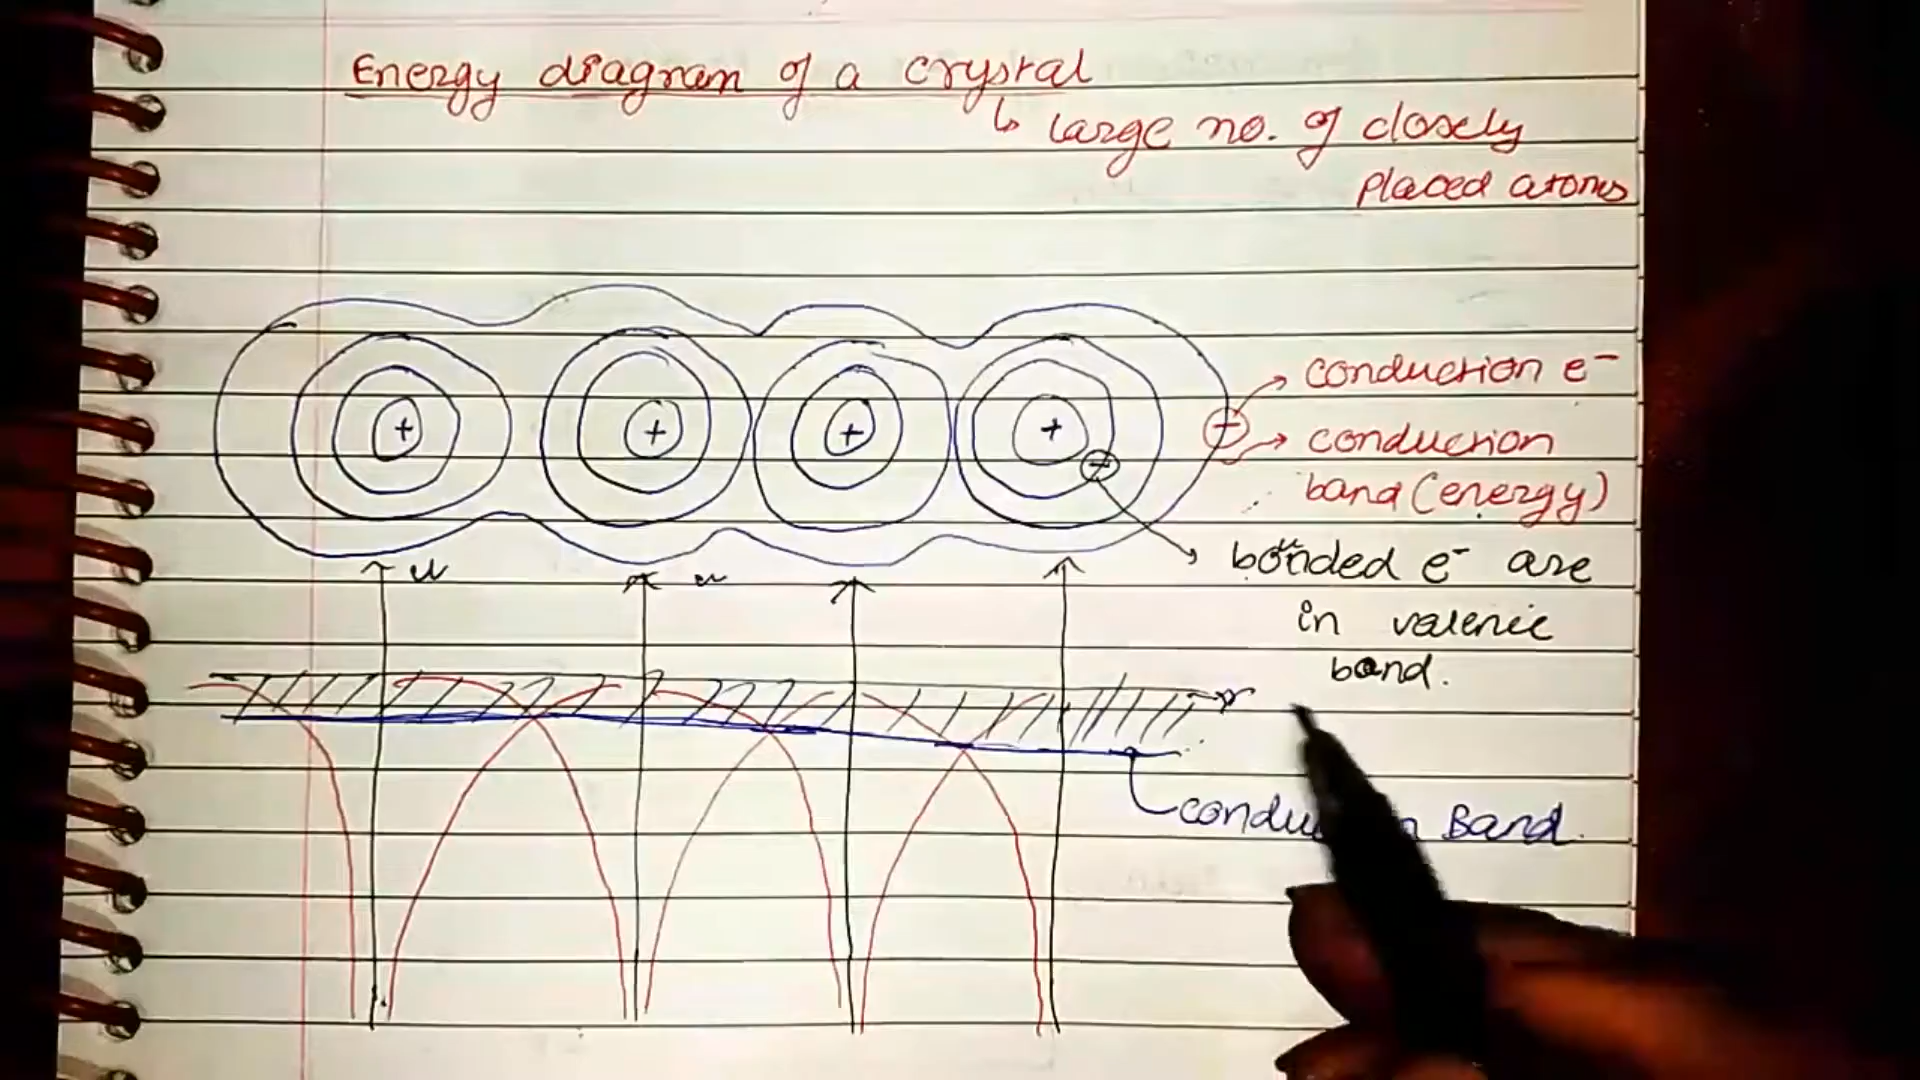 Energy diagram of a crystal
↳ large no. of closely
placed atoms
conduction e⁻
conduction
band (energy)
bounded e⁻ are
in valence
band.
+ + + +
−
−
u
u
r
Band.